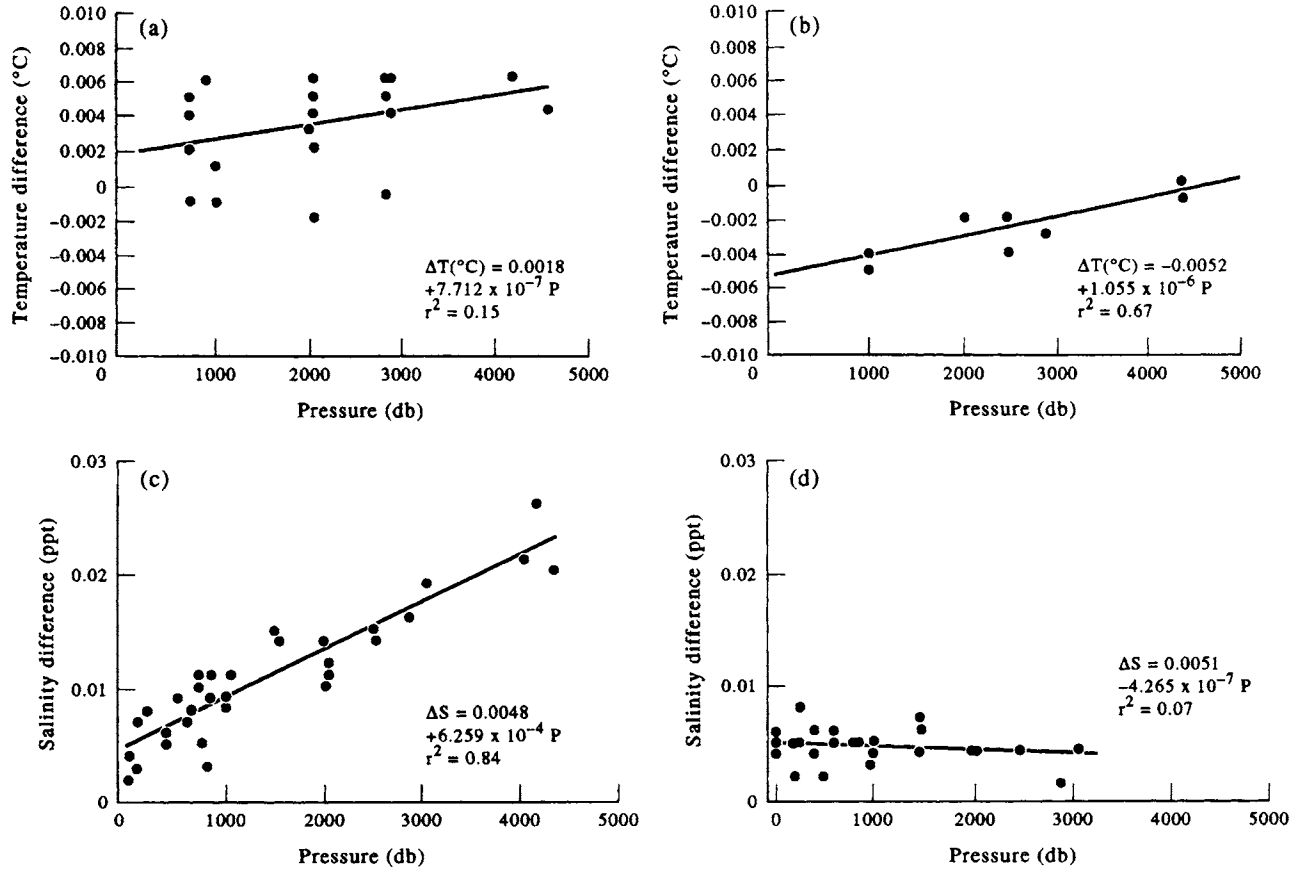 (a)
Temperature difference (°C)
0.010
0.008
0.006
0.004
0.002
0
-0.002
-0.004
-0.006
-0.008
-0.010
ΔT(°C) = 0.0018
+7.712 x 10⁻⁷ P
r² = 0.15
0 1000 2000 3000 4000 5000
Pressure (db)
(b)
Temperature difference (°C)
0.010
0.008
0.006
0.004
0.002
0
-0.002
-0.004
-0.006
-0.008
-0.010
ΔT(°C) = -0.0052
+1.055 x 10⁻⁶ P
r² = 0.67
0 1000 2000 3000 4000 5000
Pressure (db)
(c)
Salinity difference (ppt)
0.03
0.02
0.01
0
ΔS = 0.0048
+6.259 x 10⁻⁴ P
r² = 0.84
0 1000 2000 3000 4000 5000
Pressure (db)
(d)
Salinity difference (ppt)
0.03
0.02
0.01
0
ΔS = 0.0051
-4.265 x 10⁻⁷ P
r² = 0.07
0 1000 2000 3000 4000 5000
Pressure (db)